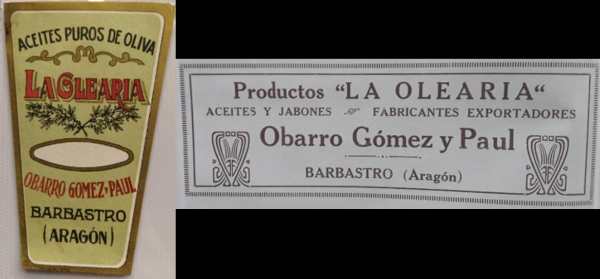 ACEITES PUROS DE OLIVA
LA OLEARIA
OBARRO GOMEZ Y PAUL
BARBASTRO
(ARAGÓN)
Productos “LA OLEARIA“
ACEITES Y JABONES FABRICANTES EXPORTADORES
Obarro Gómez y Paul
BARBASTRO (Aragón)